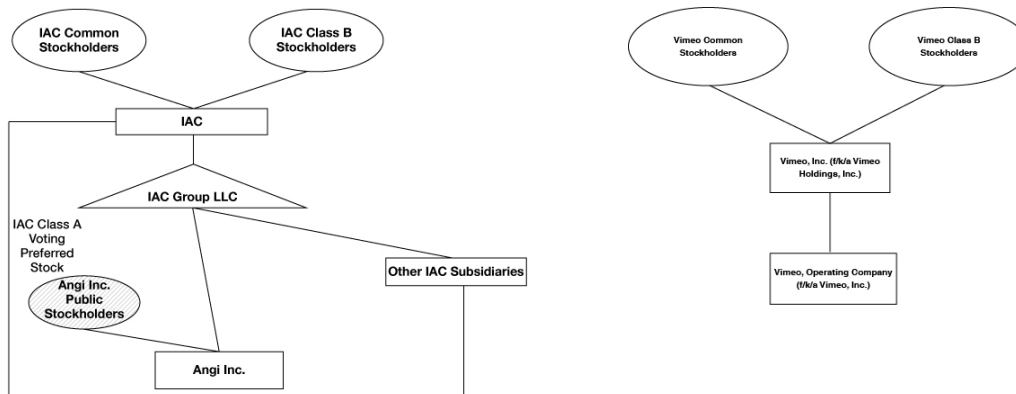 IAC Common
Stockholders
IAC Class B
Stockholders
IAC
IAC Group LLC
IAC Class A
Voting
Preferred
Stock
Angi Inc.
Public
Stockholders
Other IAC Subsidiaries
Angi Inc.
Vimeo Common
Stockholders
Vimeo Class B
Stockholders
Vimeo, Inc. (f/k/a Vimeo
Holdings, Inc.)
Vimeo, Operating Company
(f/k/a Vimeo, Inc.)